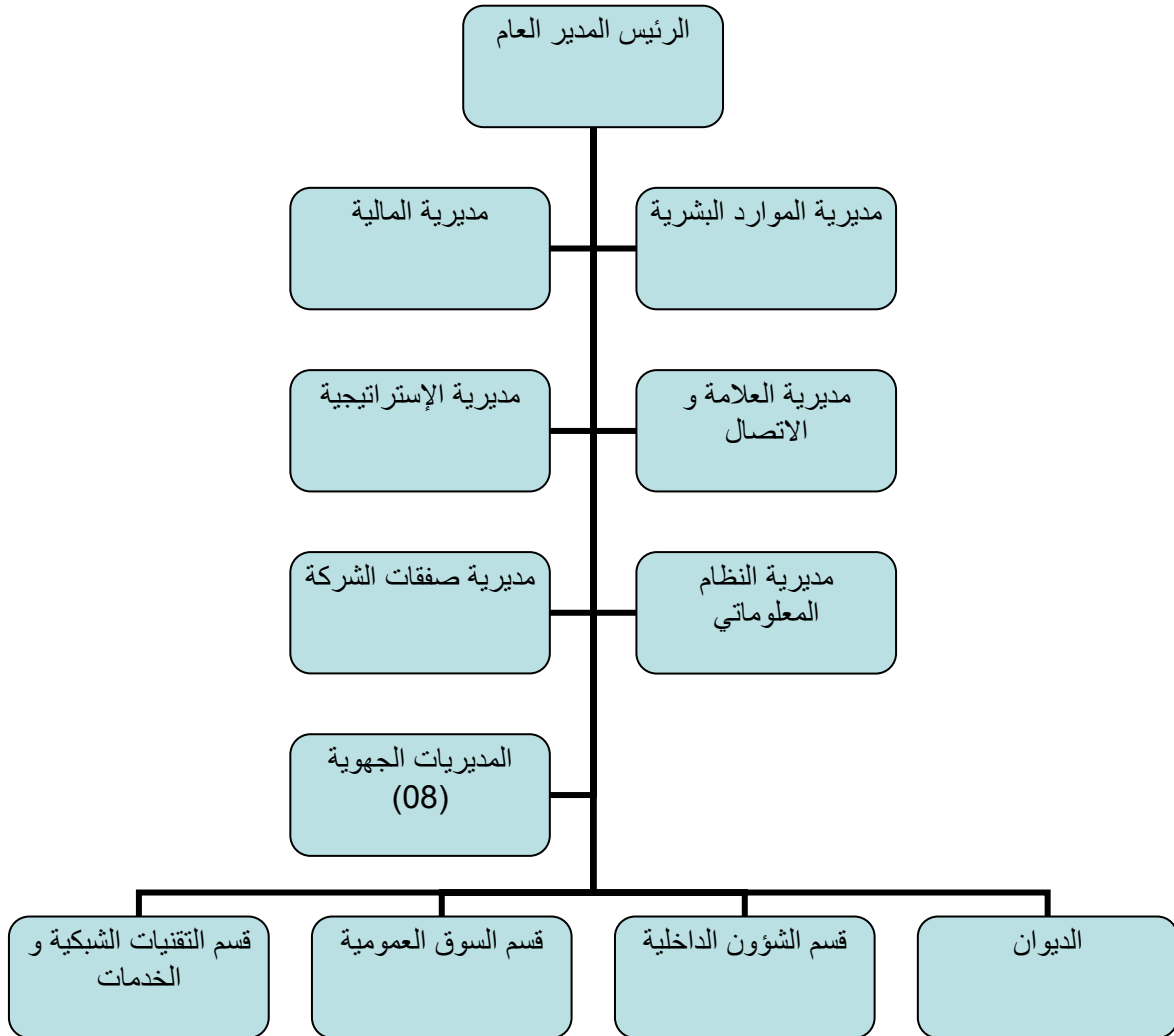 الرئيس المدير العام
مديرية الموارد البشرية
مديرية المالية
مديرية العلامة و
الاتصال
مديرية الإستراتيجية
مديرية النظام
المعلوماتي
مديرية صفقات الشركة
المديريات الجهوية
(08)
الديوان
قسم الشؤون الداخلية
قسم السوق العمومية
قسم التقنيات الشبكية و
الخدمات